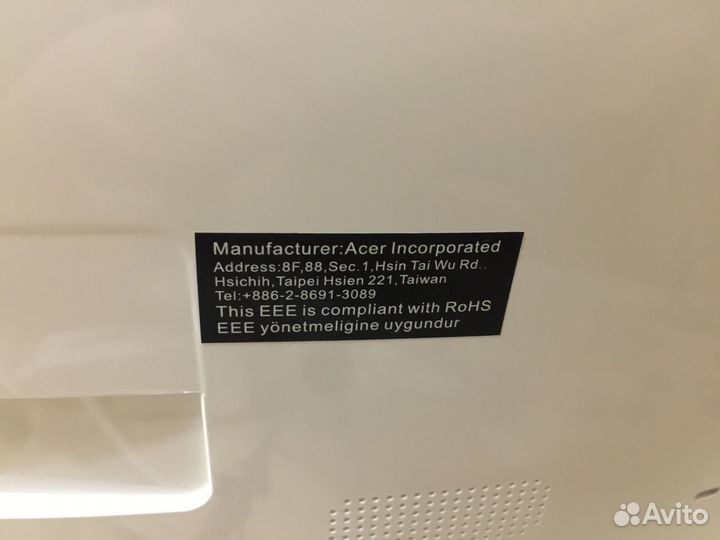 Manufacturer:Acer Incorporated
Address:8F,88,Sec.1,Hsin Tai Wu Rd.,
Hsichih,Taipei Hsien 221,Taiwan
Tel:+886-2-8691-3089
This EEE is compliant with RoHS
EEE yönetmeligine uygundur
Avito